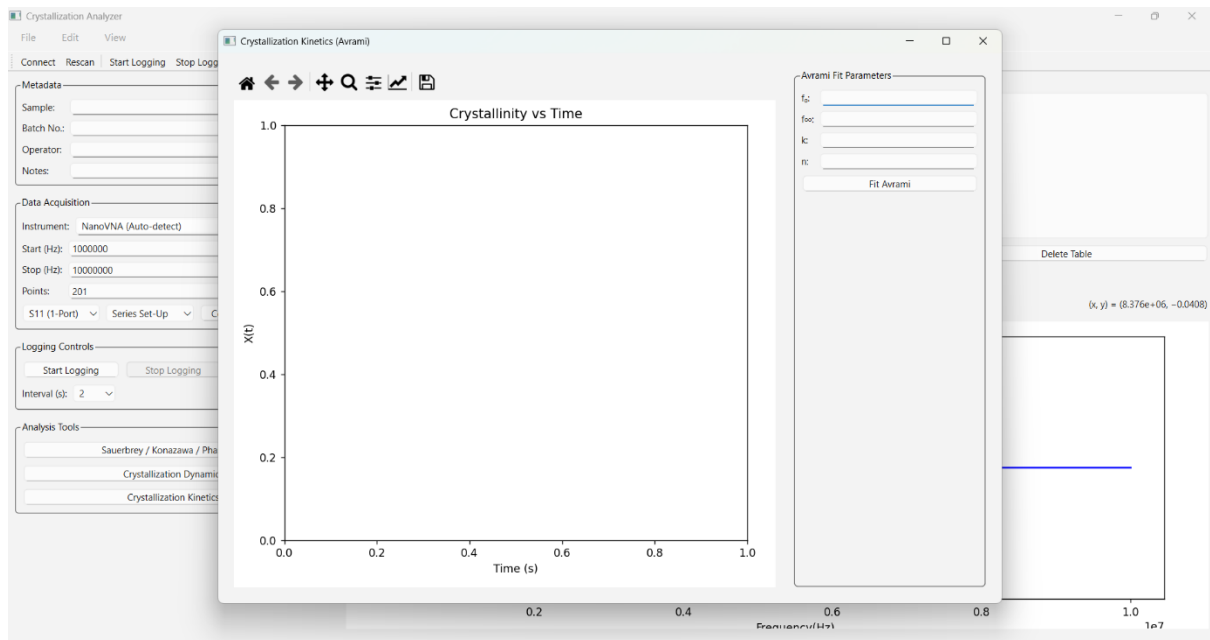 Crystallization Analyzer
File Edit View
Connect Rescan Start Logging Stop Logg
Metadata
Sample:
Batch No.:
Operator:
Notes:
Data Acquisition
Instrument: NanoVNA (Auto-detect)
Start (Hz): 1000000
Stop (Hz): 10000000
Points: 201
S11 (1-Port) Series Set-Up C
Logging Controls
Start Logging Stop Logging
Interval (s): 2
Analysis Tools
Sauerbrey / Konazawa / Pha
Crystallization Dynamic
Crystallization Kinetics
Crystallization Kinetics (Avrami)
Crystallinity vs Time
1.0
0.8
0.6
0.4
0.2
0.0
X(t)
0.0 0.2 0.4 0.6 0.8 1.0
Time (s)
Avrami Fit Parameters
f₀:
f∞:
k:
n:
Fit Avrami
Delete Table
(x, y) = (8.376e+06, −0.0408)
0.2 0.4 0.6 0.8 1.0
Frequency(Hz) 1e7